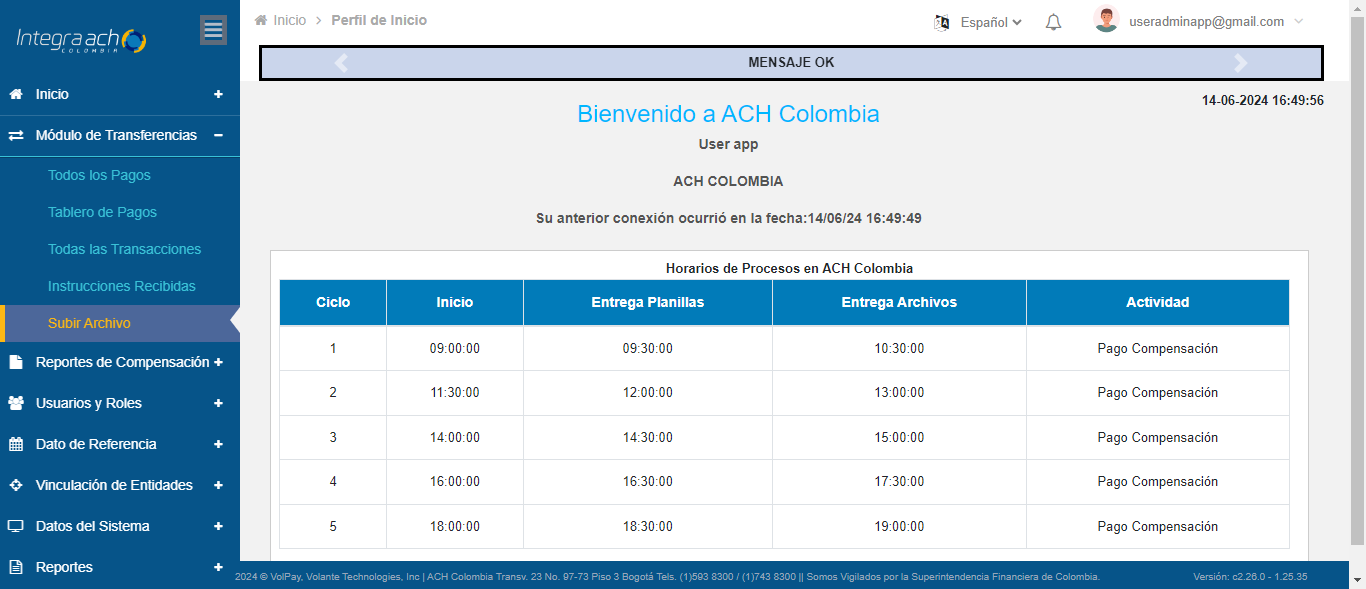 Integra ach
COLOMBIA
Inicio
Módulo de Transferencias
Todos los Pagos
Tablero de Pagos
Todas las Transacciones
Instrucciones Recibidas
Subir Archivo
Reportes de Compensación
Usuarios y Roles
Dato de Referencia
Vinculación de Entidades
Datos del Sistema
Reportes
Inicio > Perfil de Inicio
Español
useradminapp@gmail.com
MENSAJE OK
14-06-2024 16:49:56
Bienvenido a ACH Colombia
User app
ACH COLOMBIA
Su anterior conexión ocurrió en la fecha:14/06/24 16:49:49
Horarios de Procesos en ACH Colombia
Ciclo Inicio Entrega Planillas Entrega Archivos Actividad
1 09:00:00 09:30:00 10:30:00 Pago Compensación
2 11:30:00 12:00:00 13:00:00 Pago Compensación
3 14:00:00 14:30:00 15:00:00 Pago Compensación
4 16:00:00 16:30:00 17:30:00 Pago Compensación
5 18:00:00 18:30:00 19:00:00 Pago Compensación
2024 © VolPay, Volante Technologies, Inc | ACH Colombia Transv. 23 No. 97-73 Piso 3 Bogotá Tels. (1)593 8300 / (1)743 8300 || Somos Vigilados por la Superintendencia Financiera de Colombia.
Versión: c2.26.0 - 1.25.35